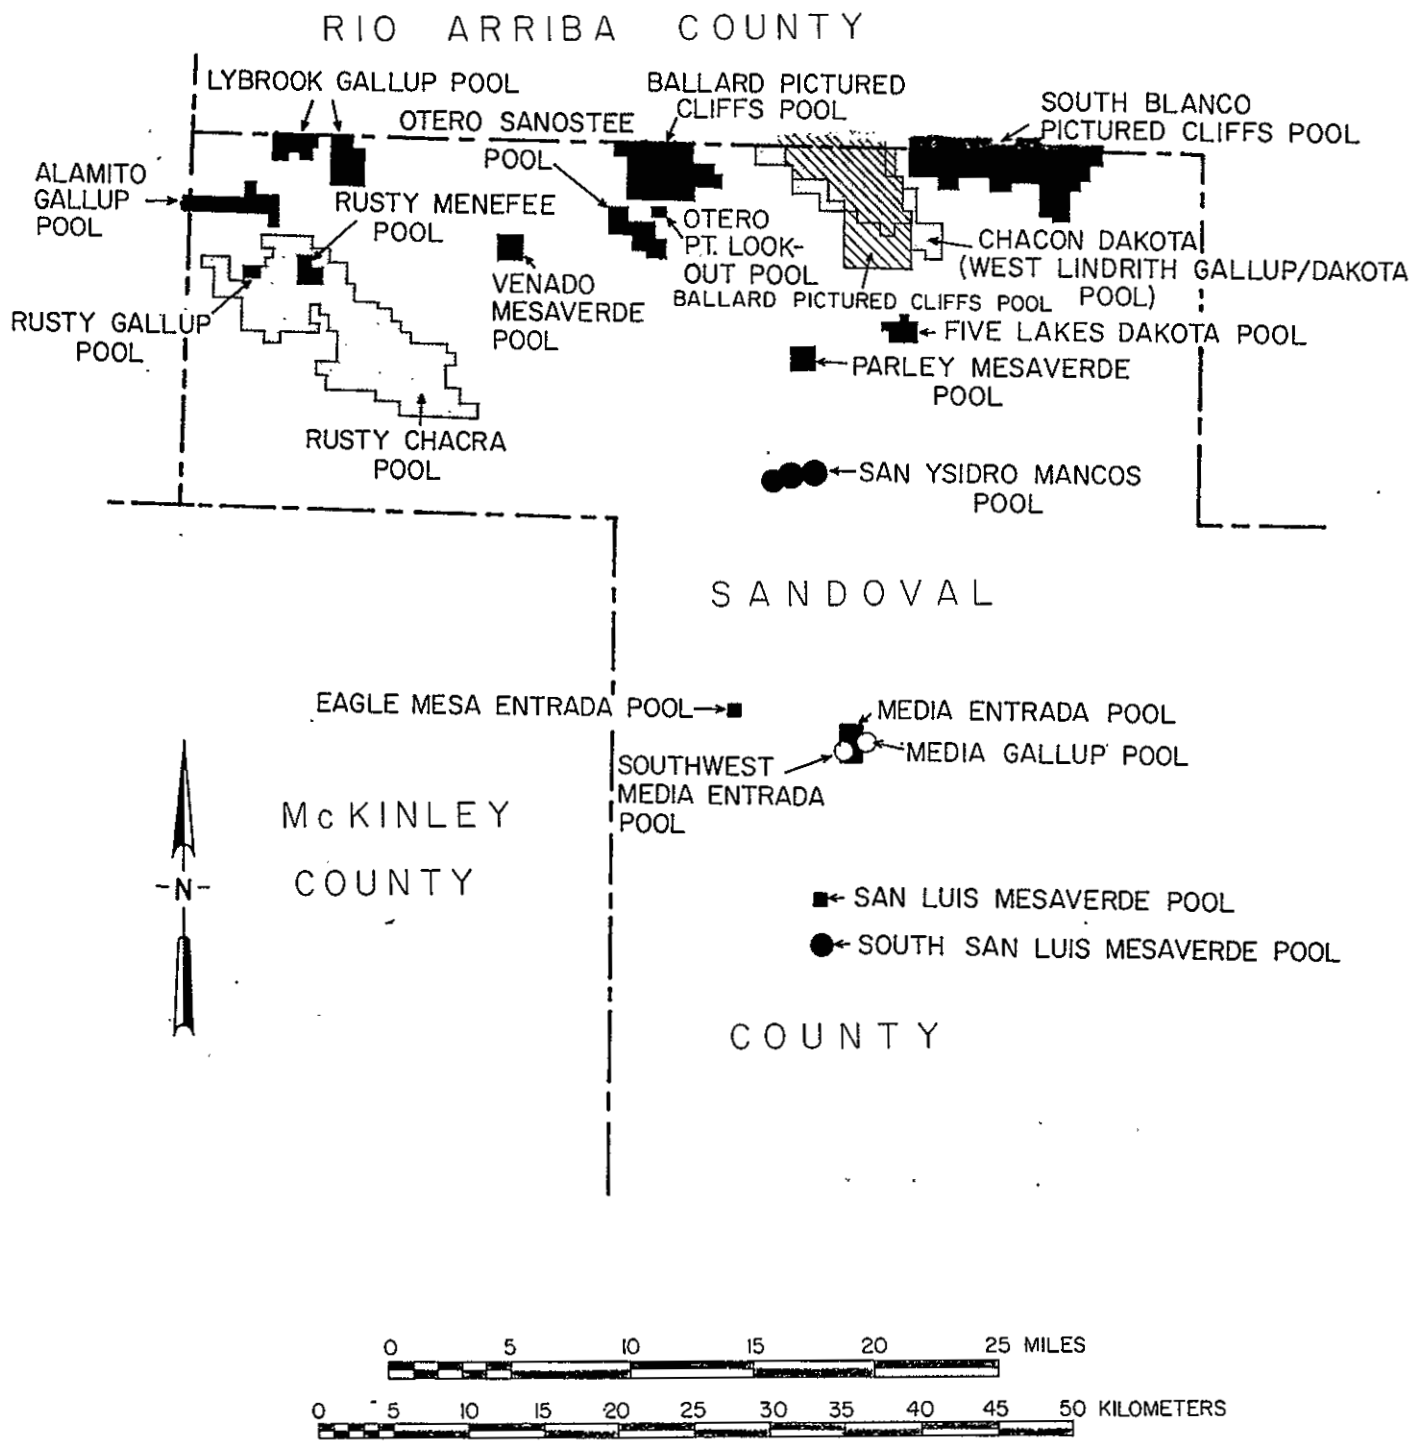 RIO ARRIBA COUNTY
LYBROOK GALLUP POOL
BALLARD PICTURED
CLIFFS POOL
SOUTH BLANCO
PICTURED CLIFFS POOL
OTERO SANOSTEE
POOL
ALAMITO
GALLUP
POOL
RUSTY MENEFEE
POOL
OTERO
PT. LOOK-
OUT POOL
CHACON DAKOTA
(WEST LINDRITH GALLUP/DAKOTA
POOL)
VENADO
MESAVERDE
POOL
BALLARD PICTURED CLIFFS POOL
RUSTY GALLUP
POOL
FIVE LAKES DAKOTA POOL
PARLEY MESAVERDE
POOL
RUSTY CHACRA
POOL
SAN YSIDRO MANCOS
POOL
SANDOVAL
EAGLE MESA ENTRADA POOL
MEDIA ENTRADA POOL
MEDIA GALLUP POOL
SOUTHWEST
MEDIA ENTRADA
POOL
McKINLEY
COUNTY
-N-
SAN LUIS MESAVERDE POOL
SOUTH SAN LUIS MESAVERDE POOL
COUNTY
0 5 10 15 20 25 MILES
0 5 10 15 20 25 30 35 40 45 50 KILOMETERS